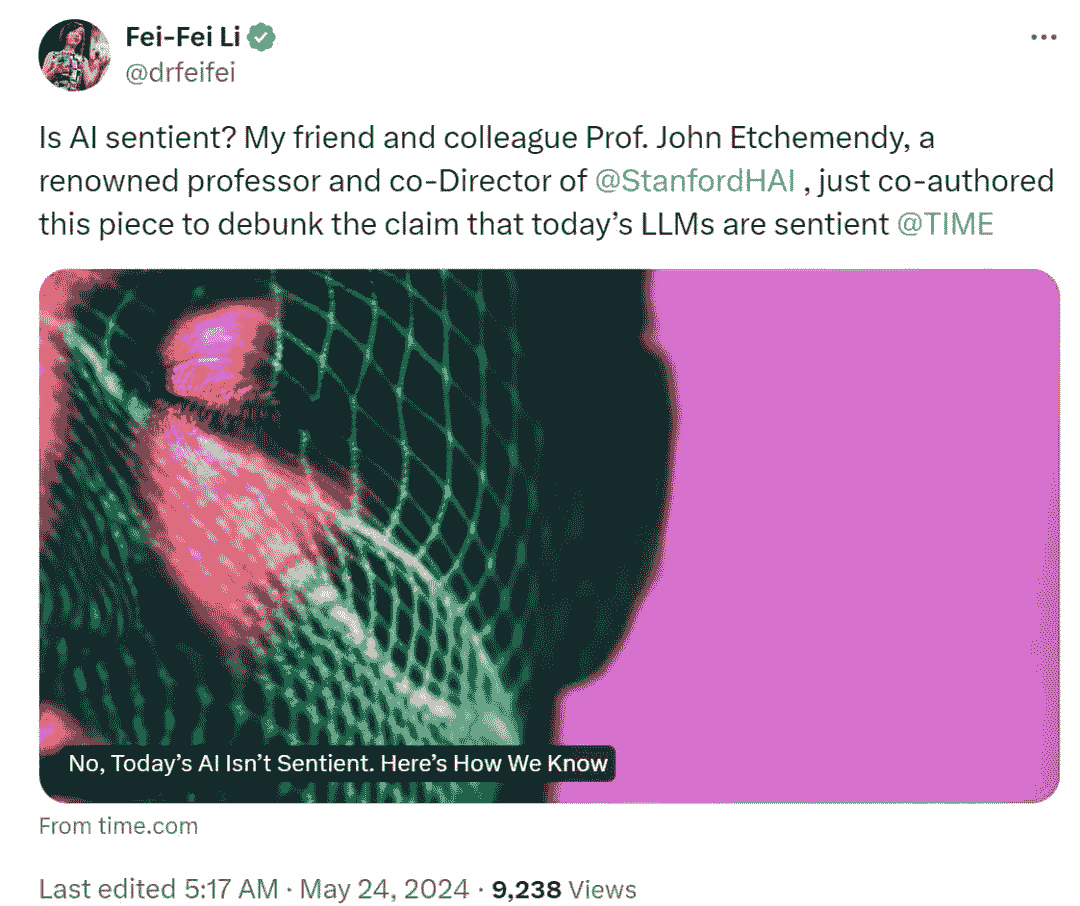 Fei-Fei Li
@drfeifei
Is AI sentient? My friend and colleague Prof. John Etchemendy, a
renowned professor and co-Director of @StanfordHAI , just co-authored
this piece to debunk the claim that today’s LLMs are sentient @TIME
No, Today’s AI Isn’t Sentient. Here’s How We Know
From time.com
Last edited 5:17 AM · May 24, 2024 · 9,238 Views